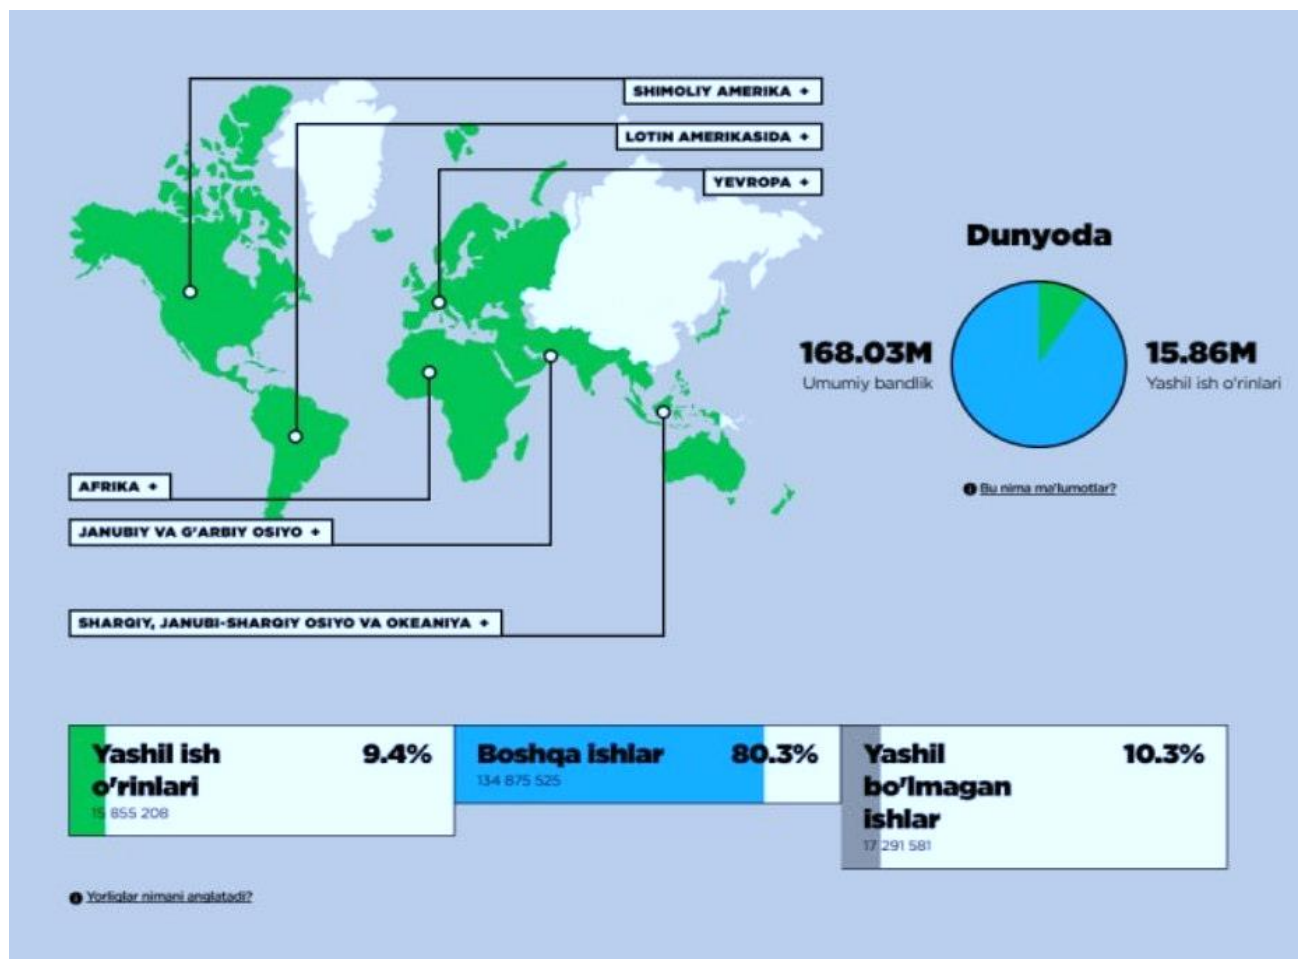 SHIMOLIY AMERIKA +
LOTIN AMERIKASIDA +
YEVROPA +
Dunyoda
168.03M
Umumiy bandlik
15.86M
Yashil ish o'rinlari
Bu nima ma'lumotlar?
AFRIKA +
JANUBIY VA G'ARBIY OSIYO +
SHARQIY, JANUBI-SHARQIY OSIYO VA OKEANIYA +
Yashil ish
o'rinlari
9.4%
15 855 208
Boshqa ishlar
80.3%
134 875 525
Yashil
bo'lmagan
ishlar
10.3%
17 291 581
Yorliqlar nimani anglatadi?